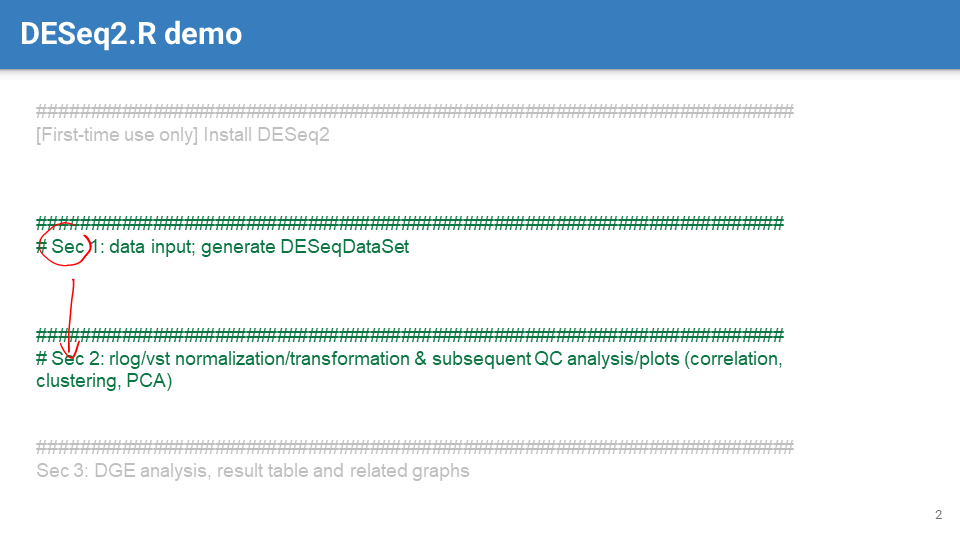 DESeq2.R demo
######################################################################
[First-time use only] Install DESeq2
#####################################################################
# Sec 1: data input; generate DESeqDataSet
#####################################################################
# Sec 2: rlog/vst normalization/transformation & subsequent QC analysis/plots (correlation,
clustering, PCA)
######################################################################
Sec 3: DGE analysis, result table and related graphs
2